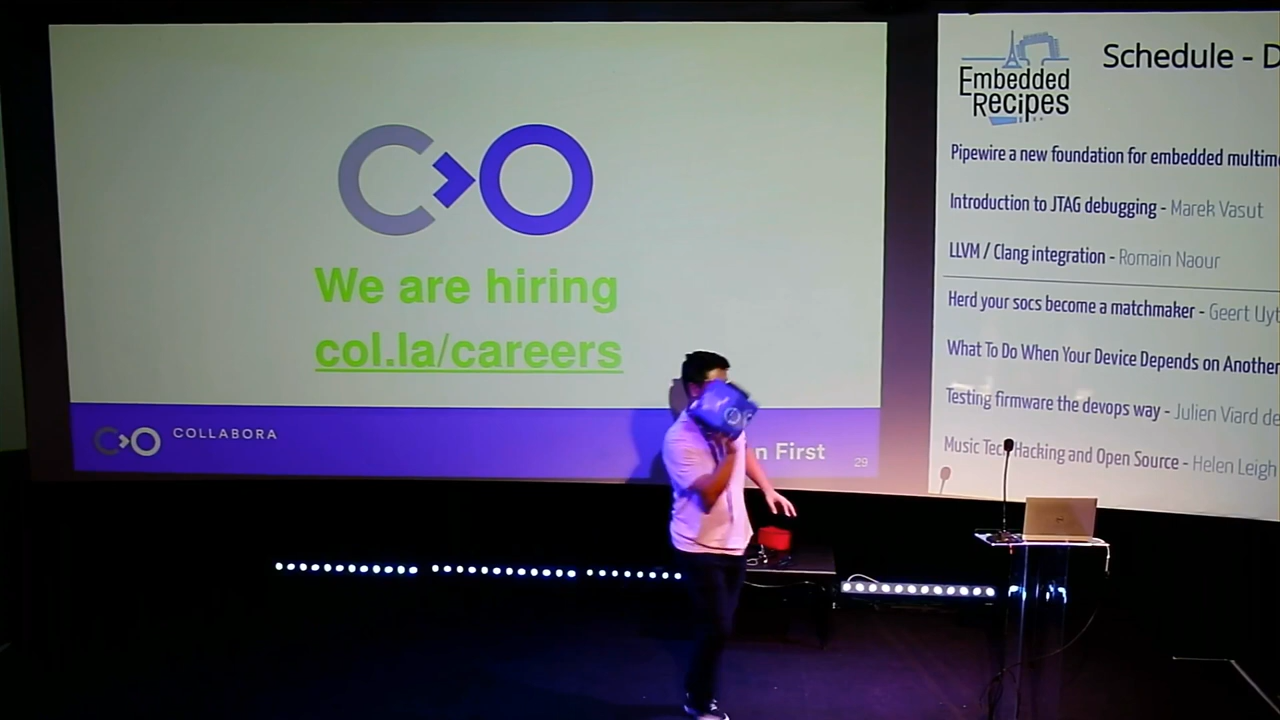 We are hiring
col.la/careers
COLLABORA
n First
29
Embedded
Recipes
Schedule - D
Pipewire a new foundation for embedded multim
Introduction to JTAG debugging - Marek Vasut
LLVM / Clang integration - Romain Naour
Herd your socs become a matchmaker - Geert Uyt
What To Do When Your Device Depends on Another
Testing firmware the devops way - Julien Viard de
Music Tech Hacking and Open Source - Helen Leigh